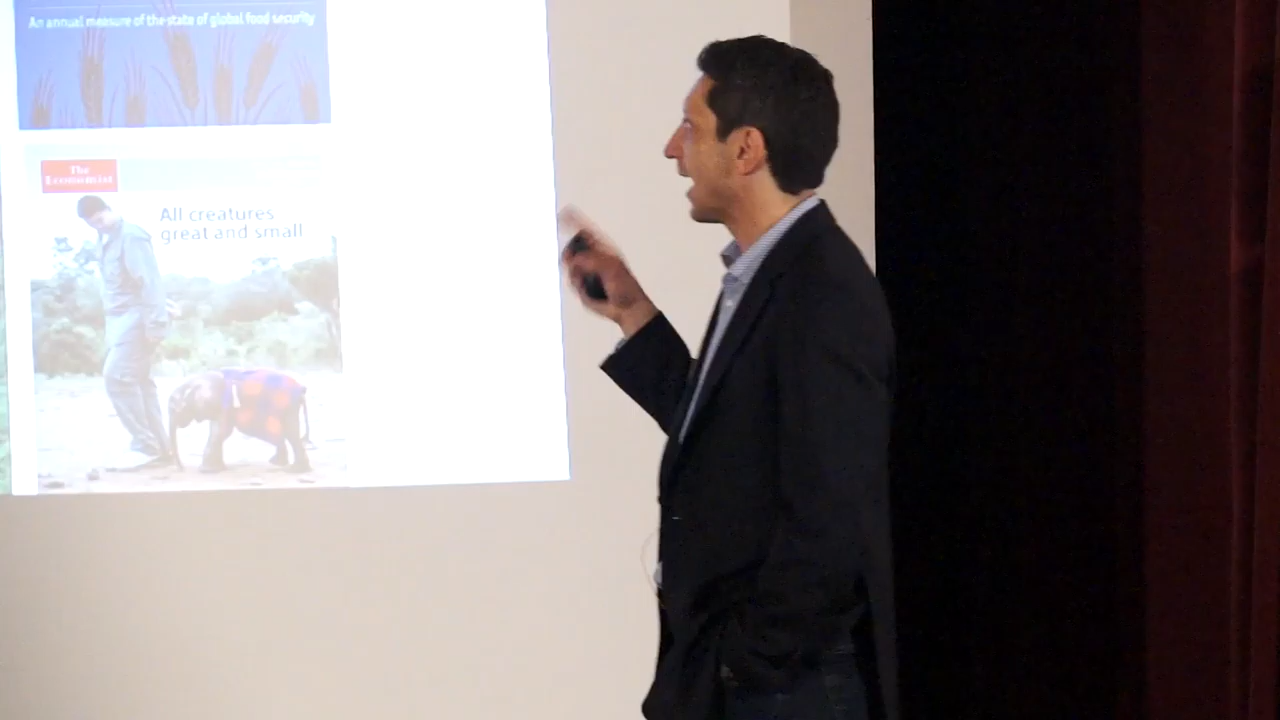 An annual measure of the state of global food security
The
Economist
All creatures
great and small